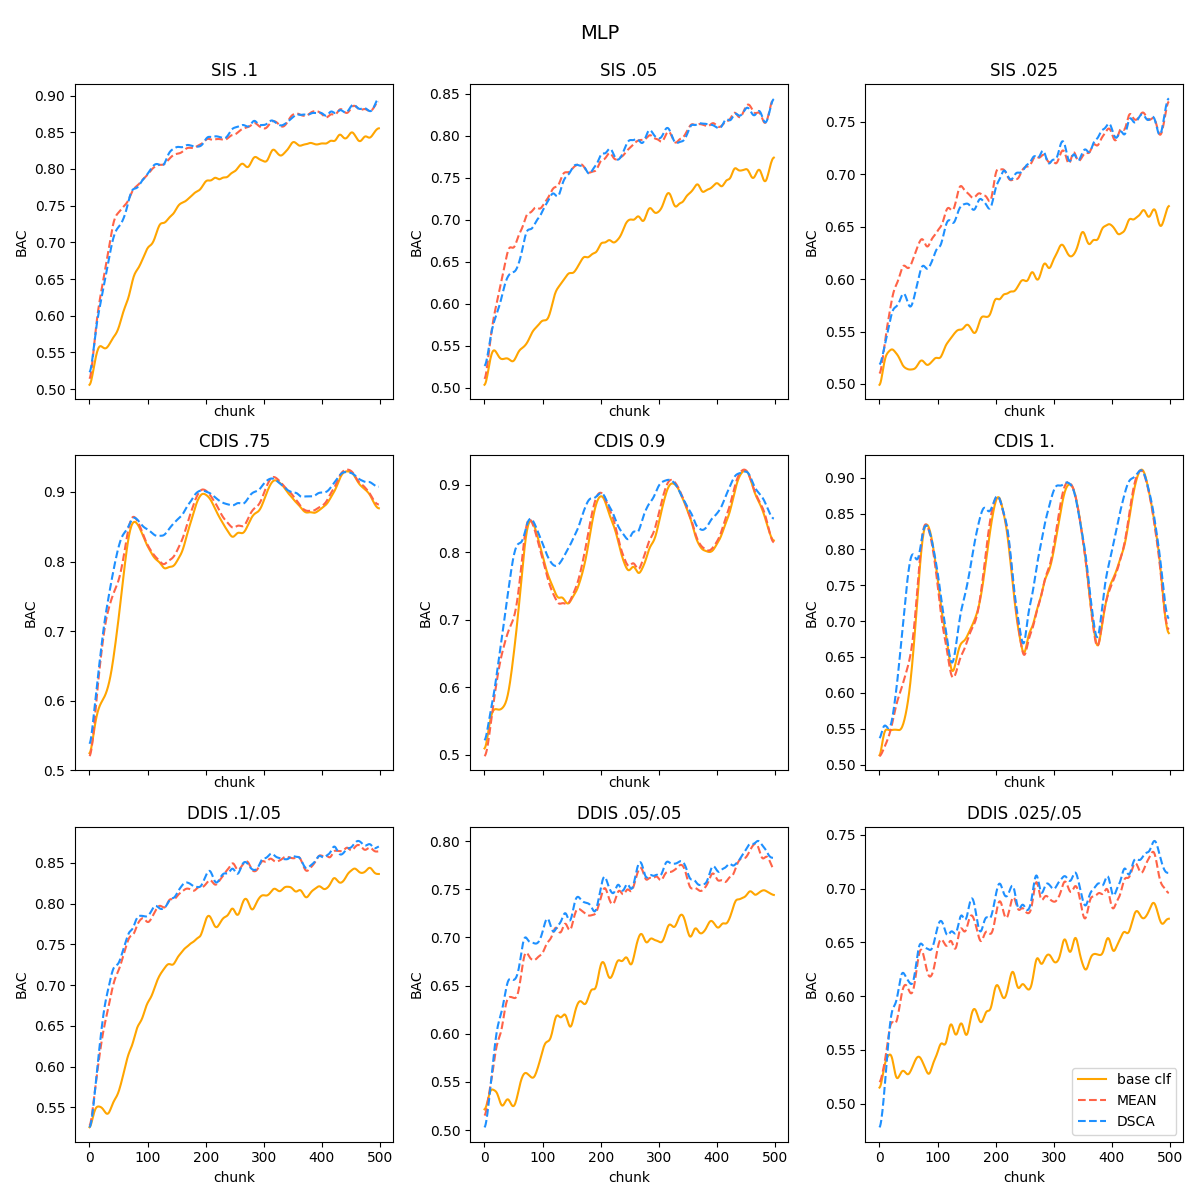 MLP
SIS .1
SIS .05
SIS .025
BAC
0.90
0.85
0.80
0.75
0.70
0.65
0.60
0.55
0.50
chunk
BAC
0.85
0.80
0.75
0.70
0.65
0.60
0.55
0.50
chunk
BAC
0.75
0.70
0.65
0.60
0.55
0.50
chunk
CDIS .75
CDIS 0.9
CDIS 1.
BAC
0.9
0.8
0.7
0.6
0.5
chunk
BAC
0.9
0.8
0.7
0.6
0.5
chunk
BAC
0.90
0.85
0.80
0.75
0.70
0.65
0.60
0.55
0.50
chunk
DDIS .1/.05
DDIS .05/.05
DDIS .025/.05
BAC
0.85
0.80
0.75
0.70
0.65
0.60
0.55
0 100 200 300 400 500
chunk
BAC
0.80
0.75
0.70
0.65
0.60
0.55
0.50
0 100 200 300 400 500
chunk
BAC
0.75
0.70
0.65
0.60
0.55
0.50
base clf
MEAN
DSCA
0 100 200 300 400 500
chunk